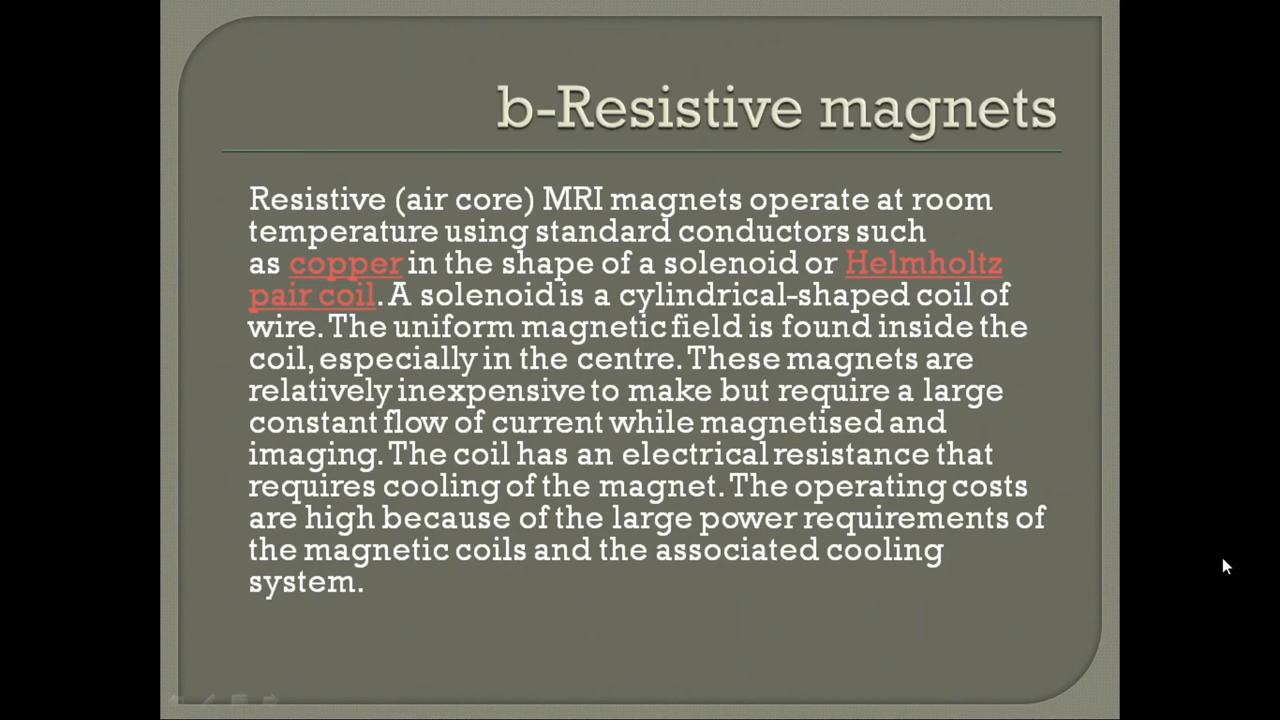 b-Resistive magnets
Resistive (air core) MRI magnets operate at room
temperature using standard conductors such
as copper in the shape of a solenoid or Helmholtz
pair coil. A solenoid is a cylindrical-shaped coil of
wire. The uniform magnetic field is found inside the
coil, especially in the centre. These magnets are
relatively inexpensive to make but require a large
constant flow of current while magnetised and
imaging. The coil has an electrical resistance that
requires cooling of the magnet. The operating costs
are high because of the large power requirements of
the magnetic coils and the associated cooling
system.